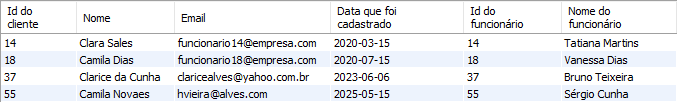 Id do cliente Nome Email Data que foi cadastrado Id do funcionário Nome do funcionário
14 Clara Sales funcionario14@empresa.com 2020-03-15 14 Tatiana Martins
18 Camila Dias funcionario18@empresa.com 2020-07-15 18 Vanessa Dias
37 Clarice da Cunha claricealves@yahoo.com.br 2023-06-06 37 Bruno Teixeira
55 Camila Novaes hvieira@alves.com 2025-05-15 55 Sérgio Cunha